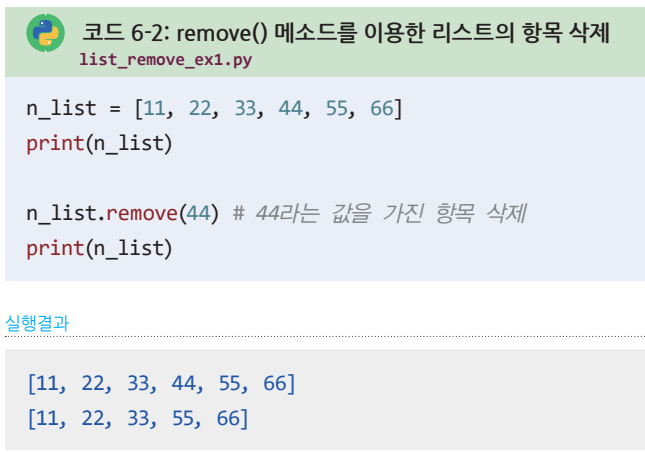 코드 6-2: remove() 메소드를 이용한 리스트의 항목 삭제
list_remove_ex1.py
n_list = [11, 22, 33, 44, 55, 66]
print(n_list)
n_list.remove(44) # 44라는 값을 가진 항목 삭제
print(n_list)
실행결과
[11, 22, 33, 44, 55, 66]
[11, 22, 33, 55, 66]